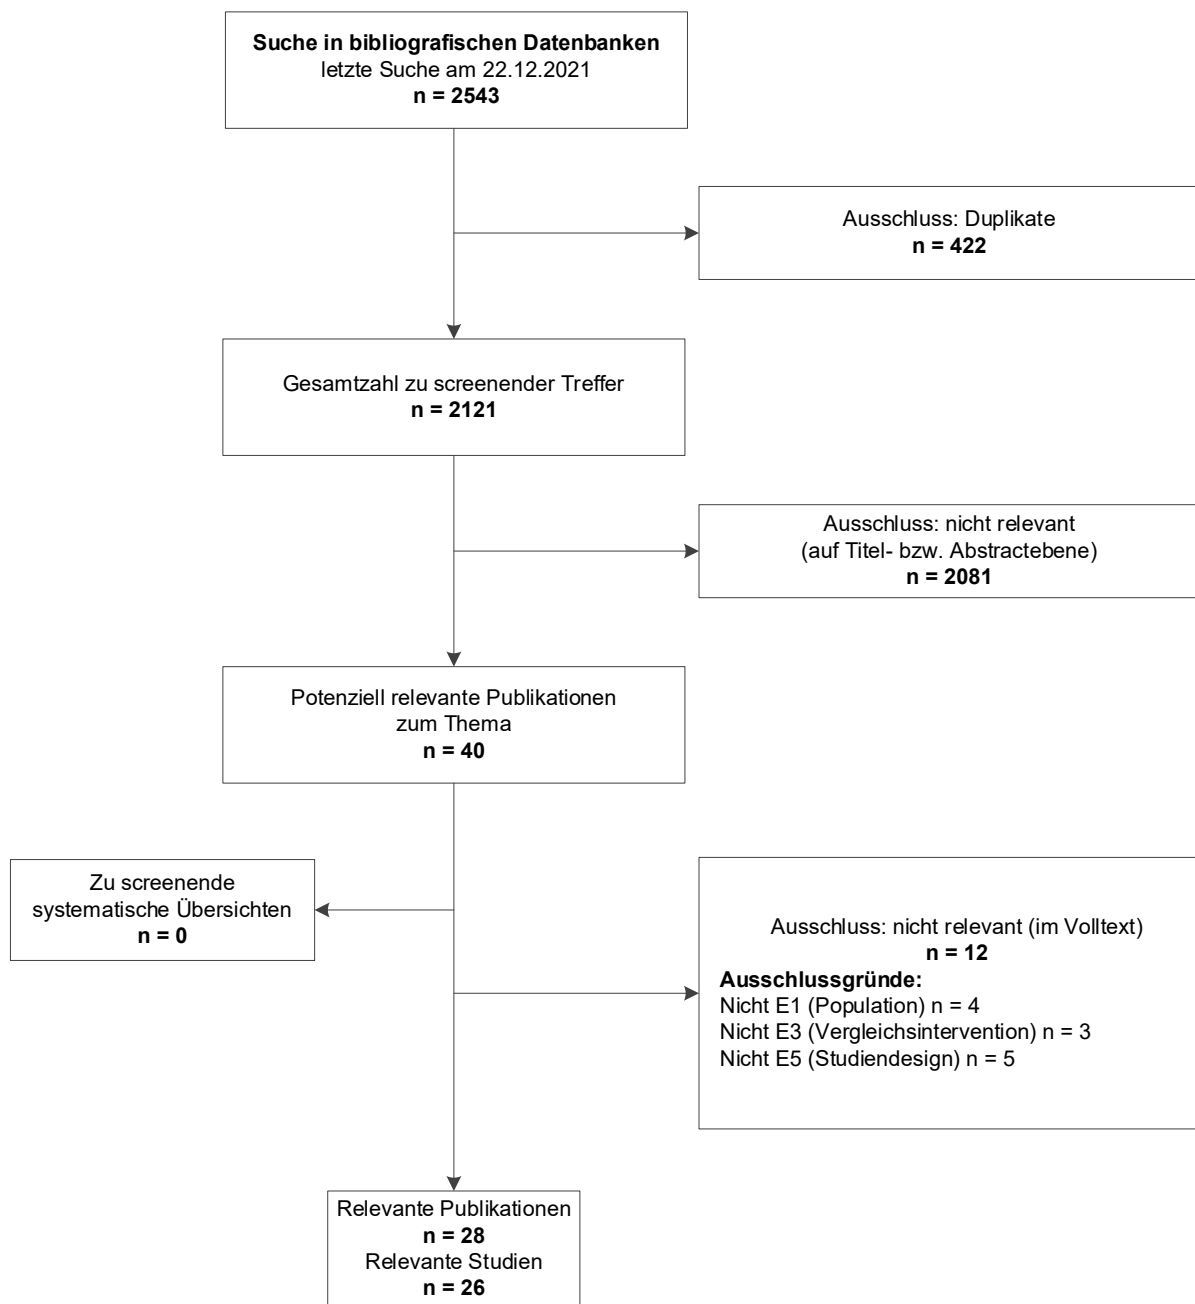 Suche in bibliografischen Datenbanken
letzte Suche am 22.12.2021
n = 2543
Ausschluss: Duplikate
n = 422
Gesamtzahl zu screenender Treffer
n = 2121
Ausschluss: nicht relevant
(auf Titel- bzw. Abstractebene)
n = 2081
Potenziell relevante Publikationen
zum Thema
n = 40
Zu screenende
systematische Übersichten
n = 0
Ausschluss: nicht relevant (im Volltext)
n = 12
Ausschlussgründe:
Nicht E1 (Population) n = 4
Nicht E3 (Vergleichsintervention) n = 3
Nicht E5 (Studiendesign) n = 5
Relevante Publikationen
n = 28
Relevante Studien
n = 26